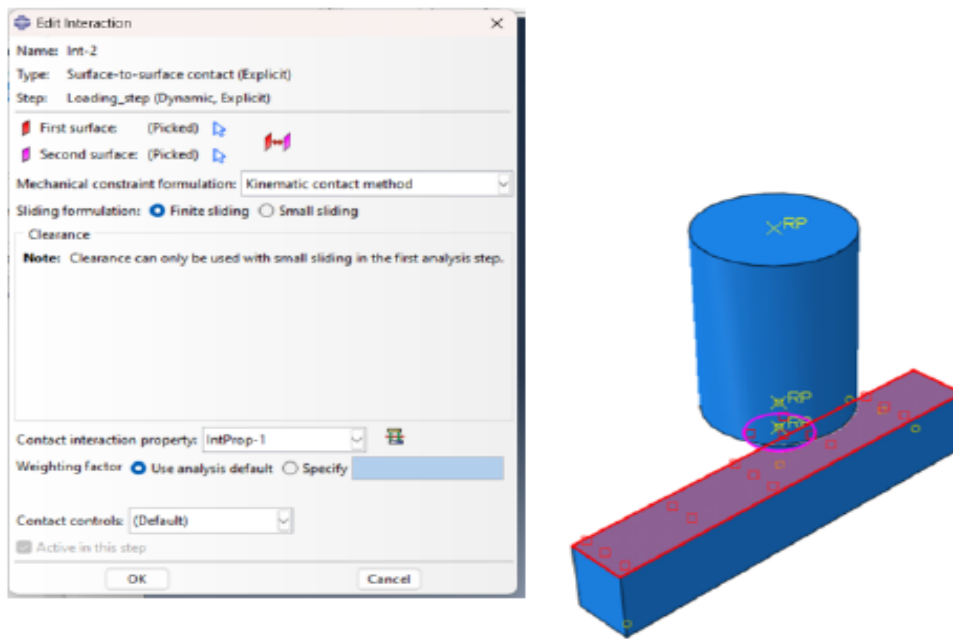 Edit Interaction
Name: Int-2
Type: Surface-to-surface contact (Explicit)
Step: Loading_step (Dynamic, Explicit)
First surface: (Picked)
Second surface: (Picked)
Mechanical constraint formulation: Kinematic contact method
Sliding formulation: Finite sliding Small sliding
Clearance
Note: Clearance can only be used with small sliding in the first analysis step.
Contact interaction property: IntProp-1
Weighting factor Use analysis default Specify
Contact controls: (Default)
Active in this step
OK Cancel
RP
RP
RP